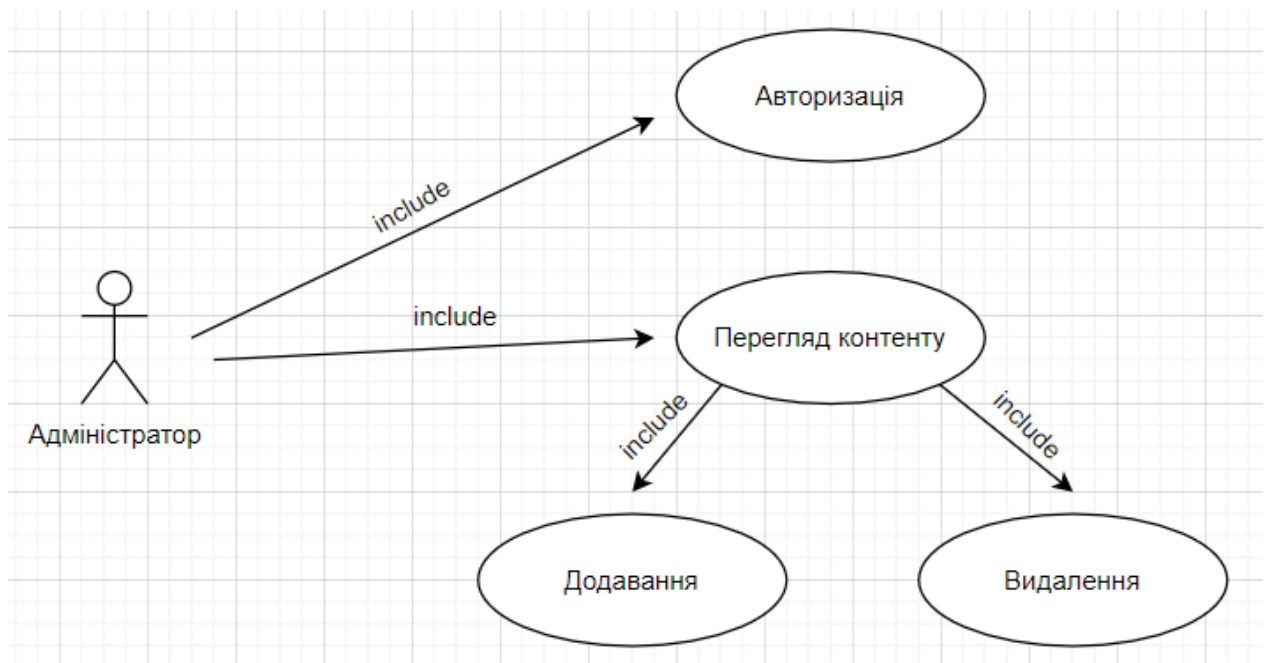 Авторизація
include
include
Перегляд контенту
Адміністратор
include
include
Додавання
Видалення